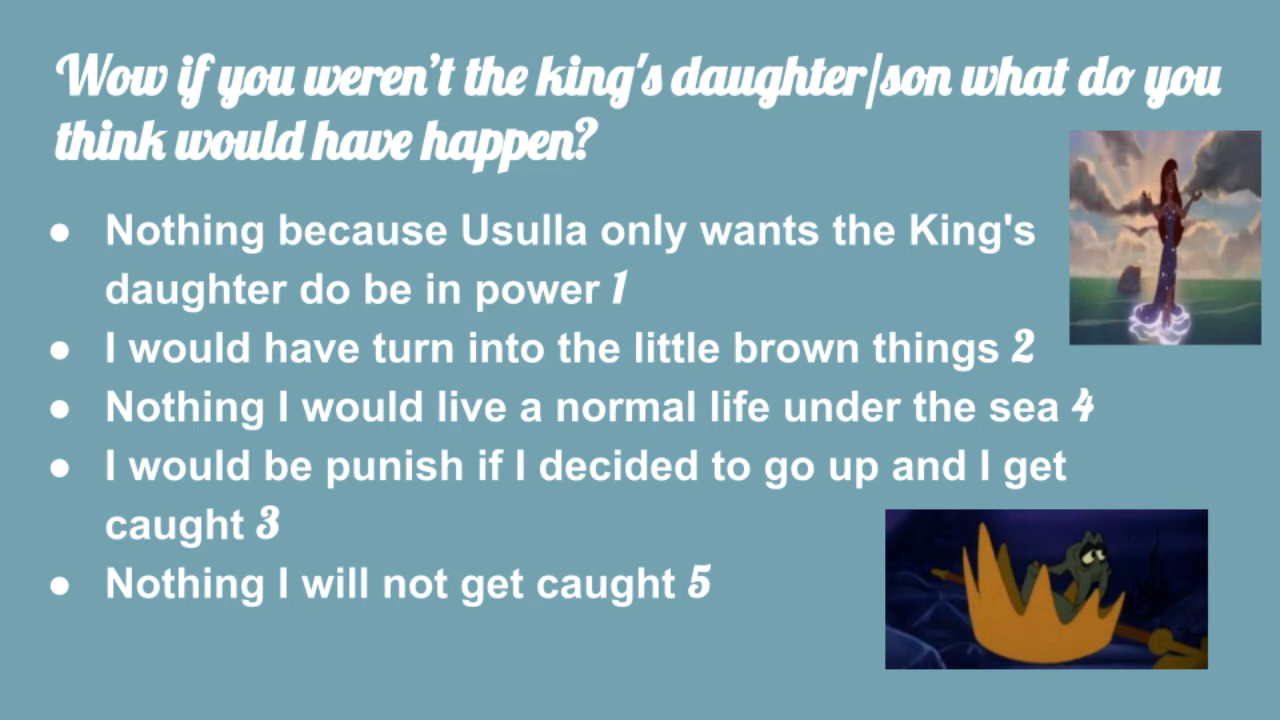 Wow if you weren't the king's daughter/son what do you
think would have happen?
● Nothing because Usulla only wants the King's
daughter do be in power 1
● I would have turn into the little brown things 2
● Nothing I would live a normal life under the sea 4
● I would be punish if I decided to go up and I get
caught 3
● Nothing I will not get caught 5